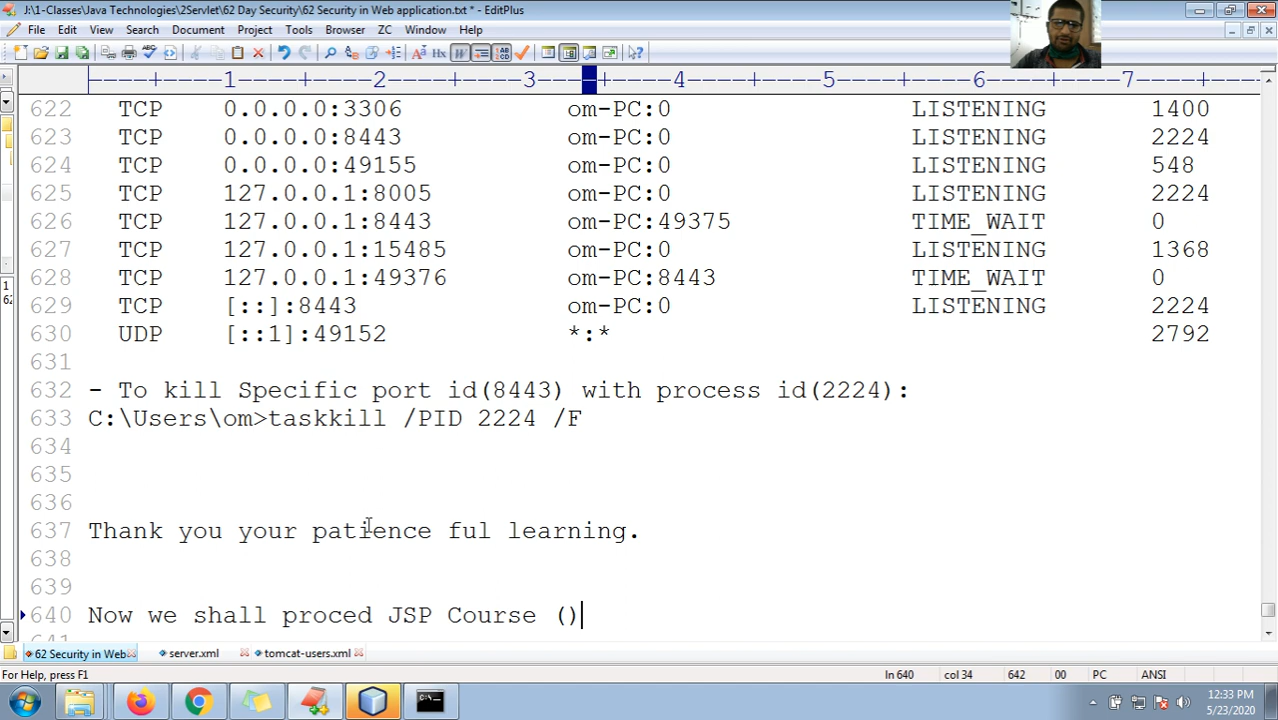 J:\1-Classes\Java Technologies\2Servlet\62 Day Security\62 Security in Web application.txt * - EditPlus
File Edit View Search Document Project Tools Browser ZC Window Help
----+----1----+----2----+----3----+----4----+----5----+----6----+----7----+--
622 TCP 0.0.0.0:3306 om-PC:0 LISTENING 1400
623 TCP 0.0.0.0:8443 om-PC:0 LISTENING 2224
624 TCP 0.0.0.0:49155 om-PC:0 LISTENING 548
625 TCP 127.0.0.1:8005 om-PC:0 LISTENING 2224
626 TCP 127.0.0.1:8443 om-PC:49375 TIME_WAIT 0
627 TCP 127.0.0.1:15485 om-PC:0 LISTENING 1368
628 TCP 127.0.0.1:49376 om-PC:8443 TIME_WAIT 0
629 TCP [::]:8443 om-PC:0 LISTENING 2224
630 UDP [::1]:49152 *:* 2792
631
632 - To kill Specific port id(8443) with process id(2224):
633 C:\Users\om>taskkill /PID 2224 /F
634
635
636
637 Thank you your patience ful learning.
638
639
640 Now we shall proced JSP Course ()
62 Security in Web server.xml tomcat-users.xml
For Help, press F1 ln 640 col 34 642 00 PC ANSI
12:33 PM
5/23/2020